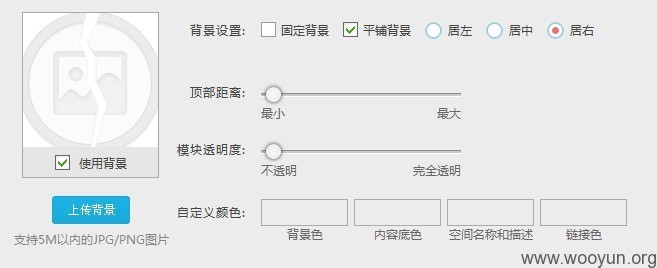 背景设置: 固定背景 平铺背景 居左 居中 居右
顶部距离:
最小 最大
模块透明度:
不透明 完全透明
使用背景
上传背景
支持5M以内的JPG/PNG图片
自定义颜色:
背景色 内容底色 空间名称和描述 链接色
www.wooyun.org